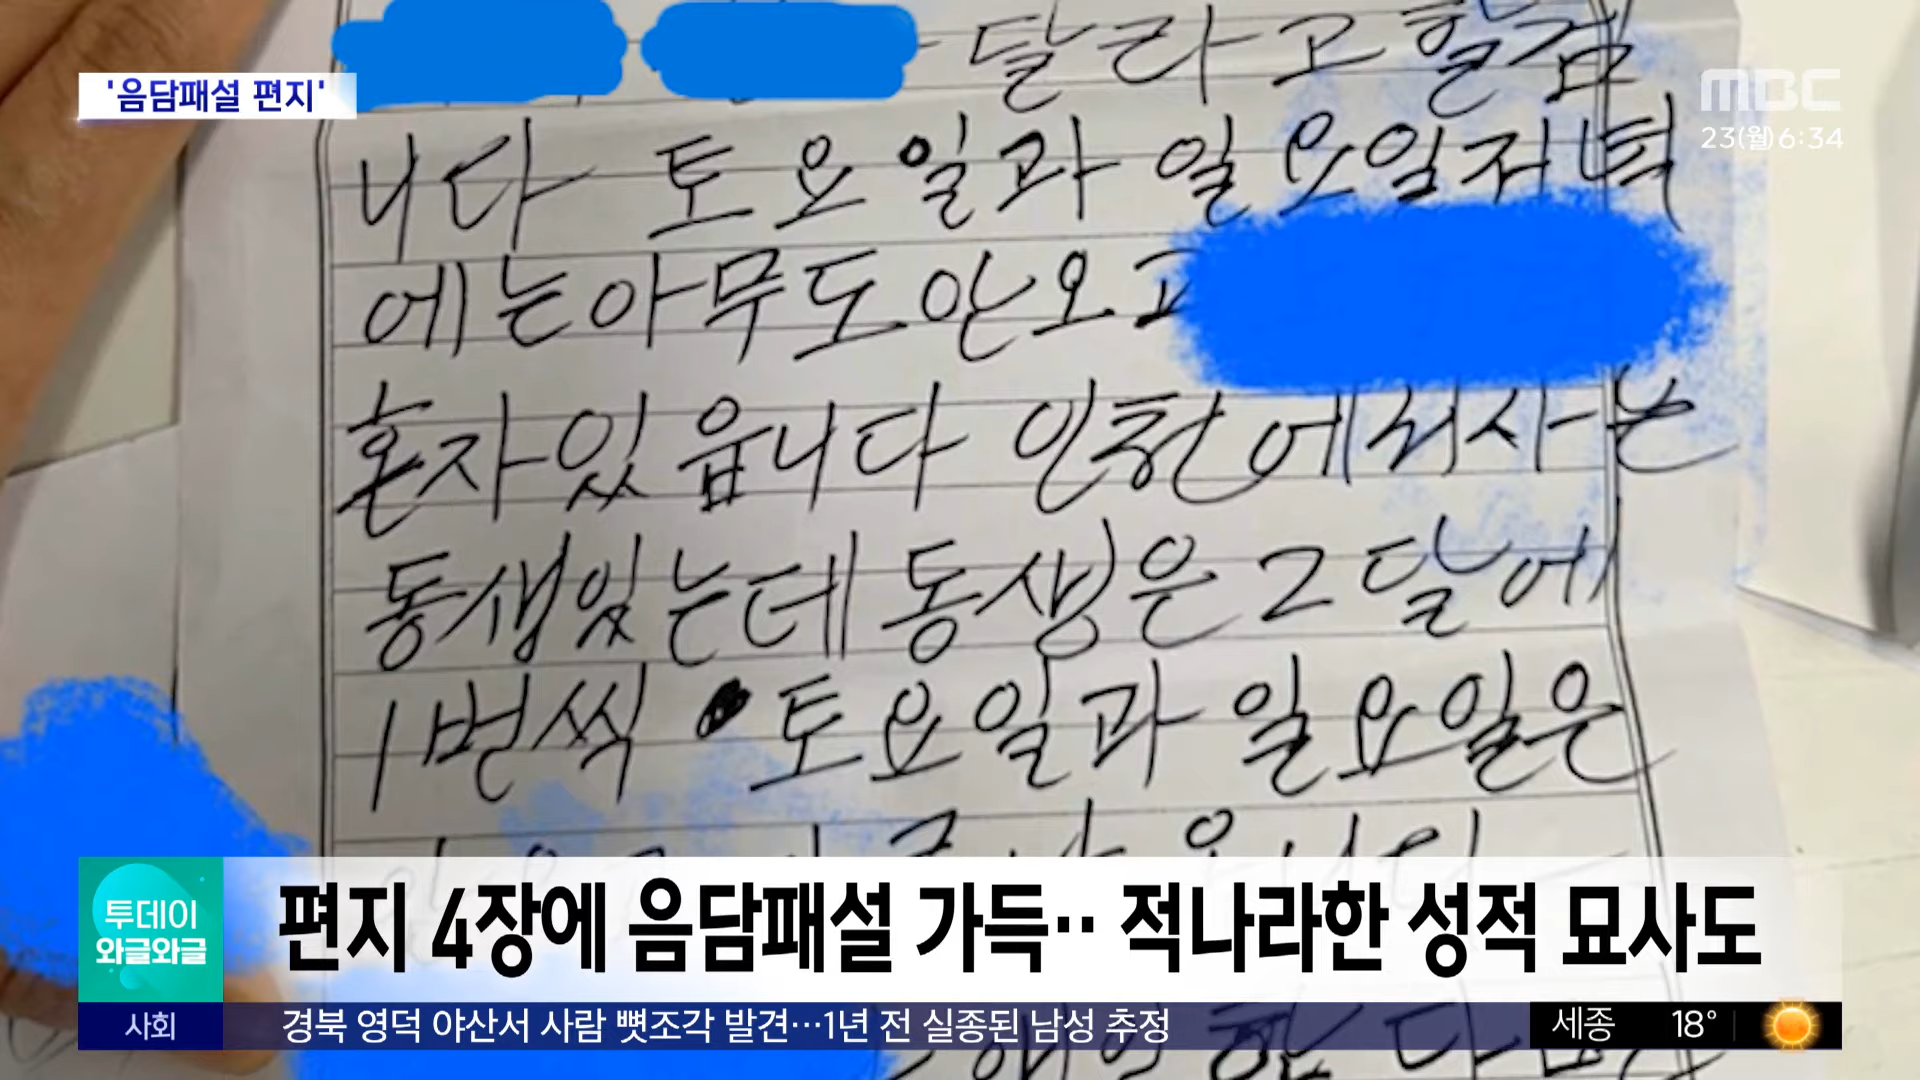 달라고 할겁
니다 토요일과 일요일저녁
에는아무도 안오고
혼자있읍니다 인천에서사는
동생있는데 동생은 2달에
1번씩 토요일과 일요일은
'음담패설 편지'
MBC
23(월)6:34
투데이
와글와글
편지 4장에 음담패설 가득‥ 적나라한 성적 묘사도
사회
경북 영덕 야산서 사람 뼛조각 발견…1년 전 실종된 남성 추정
세종 18°